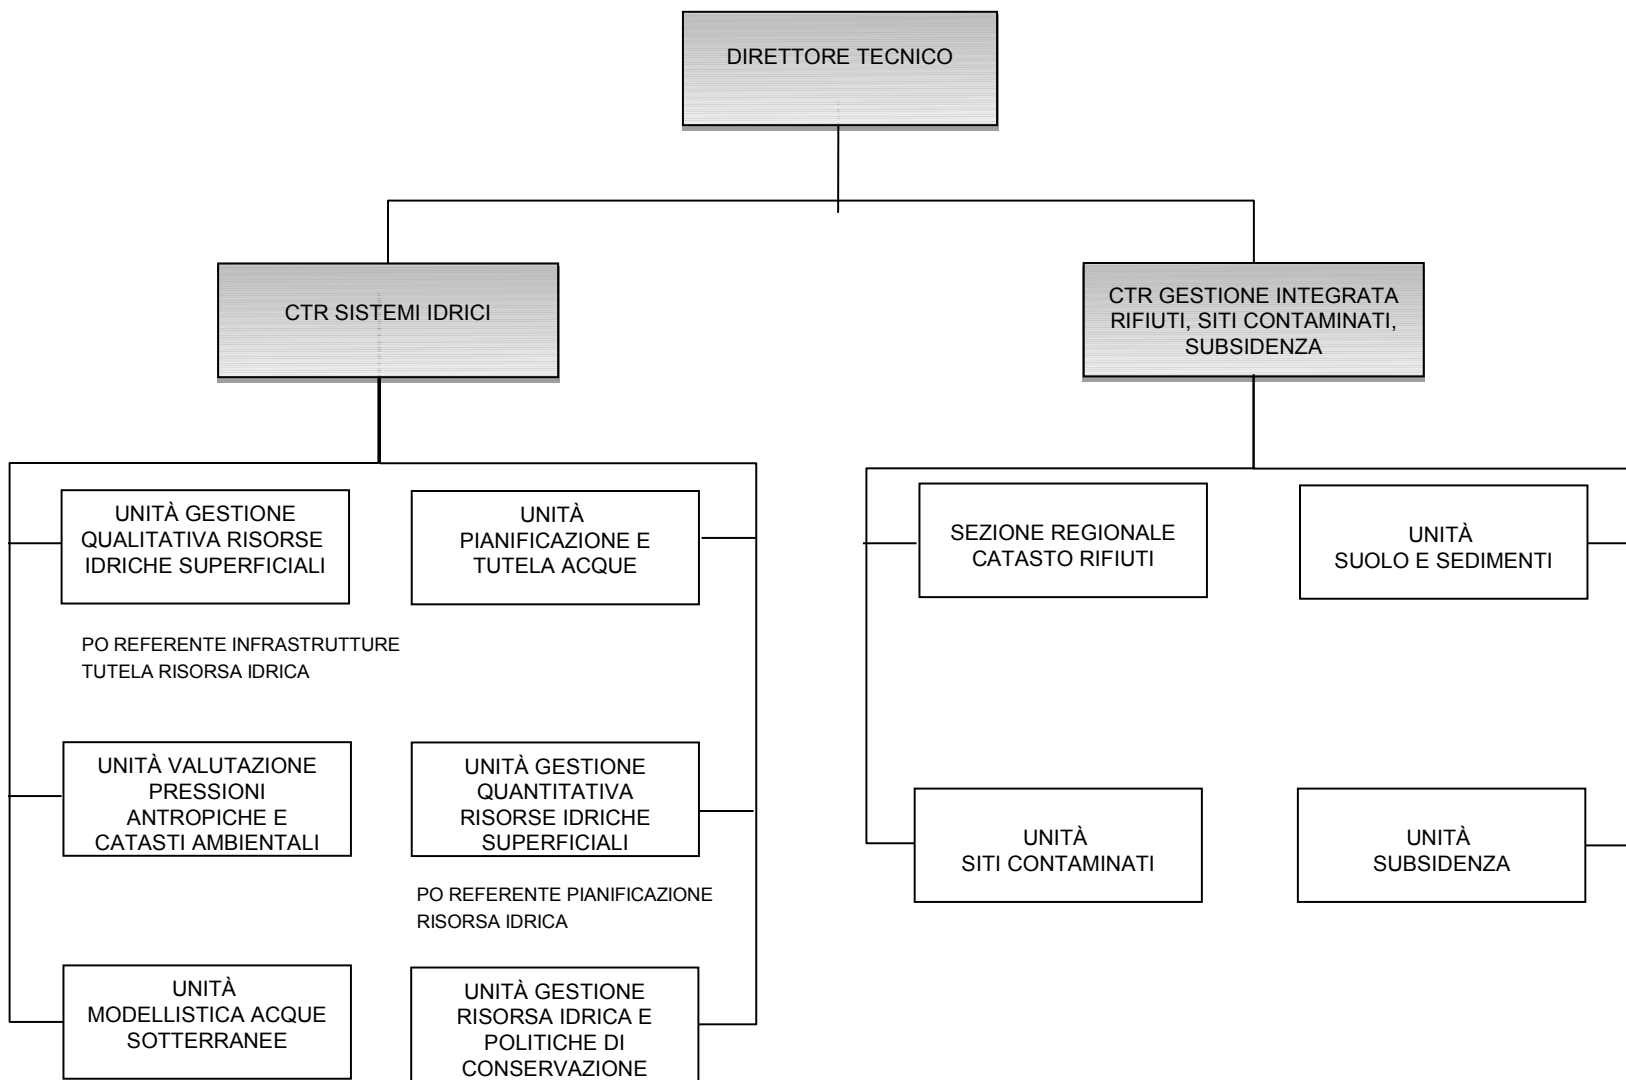 DIRETTORE TECNICO
CTR SISTEMI IDRICI
CTR GESTIONE INTEGRATA
RIFIUTI, SITI CONTAMINATI,
SUBSIDENZA
UNITÀ GESTIONE
QUALITATIVA RISORSE
IDRICHE SUPERFICIALI
UNITÀ
PIANIFICAZIONE E
TUTELA ACQUE
SEZIONE REGIONALE
CATASTO RIFIUTI
UNITÀ
SUOLO E SEDIMENTI
PO REFERENTE INFRASTRUTTURE
TUTELA RISORSA IDRICA
UNITÀ VALUTAZIONE
PRESSIONI
ANTROPICHE E
CATASTI AMBIENTALI
UNITÀ GESTIONE
QUANTITATIVA
RISORSE IDRICHE
SUPERFICIALI
UNITÀ
SITI CONTAMINATI
UNITÀ
SUBSIDENZA
PO REFERENTE PIANIFICAZIONE
RISORSA IDRICA
UNITÀ
MODELLISTICA ACQUE
SOTTERRANEE
UNITÀ GESTIONE
RISORSA IDRICA E
POLITICHE DI
CONSERVAZIONE